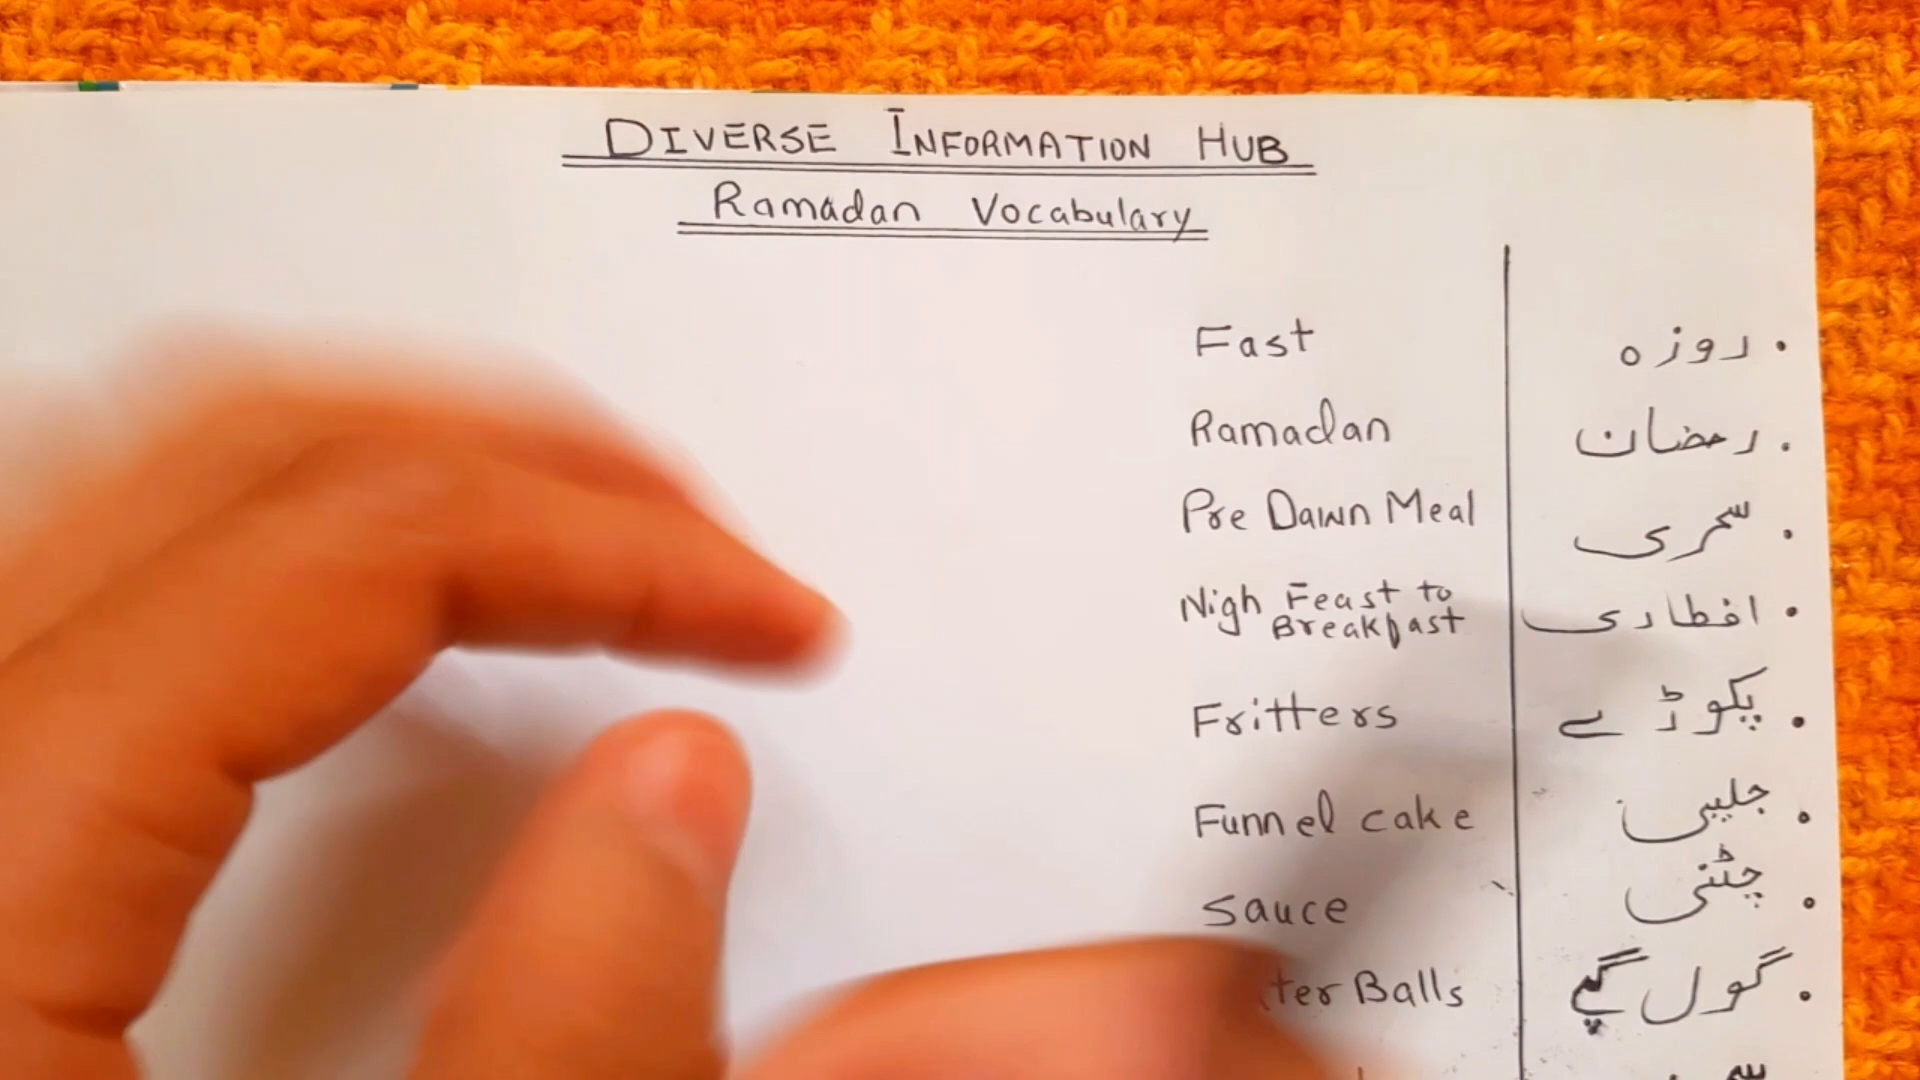 DIVERSE INFORMATION HUB
Ramadan Vocabulary
Fast روزہ
Ramadan رمضان
Pre Dawn Meal سحری
Nigh Feast to افطاری
Breakfast
Fritters پکوڑے
Funnel cake جلیبی
Sauce چٹنی
Balls گول گپے